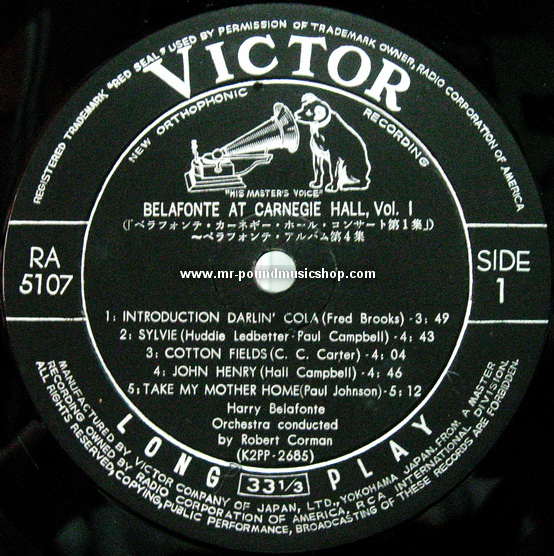 REGISTERED TRADEMARK "RED SEAL" USED BY PERMISSION OF TRADEMARK OWNER, RADIO CORPORATION OF AMERICA
VICTOR
NEW ORTHOPHONIC RECORDING
"HIS MASTER'S VOICE"
BELAFONTE AT CARNEGIE HALL, Vol. I
(「ベラフォンテ・カーネギー・ホール・コンサート第1集」)
〜ベラフォンテ・アルバム第4集
RA
5107
www.mr-poundmusicshop.com
SIDE
1
1: INTRODUCTION DARLIN' COLA (Fred Brooks) - 3: 49
2: SYLVIE (Huddie Ledbetter - Paul Campbell) - 4: 43
3: COTTON FIELDS (C. C. Carter) - 4: 04
4: JOHN HENRY (Hall Campbell) - 4: 46
5: TAKE MY MOTHER HOME (Paul Johnson) - 5: 12
Harry Belafonte
Orchestra conducted
by Robert Corman
(K2PP-2685)
LONG 33 1/3 PLAY
MANUFACTURED BY VICTOR COMPANY OF JAPAN, LTD., YOKOHAMA, JAPAN, FROM A MASTER
RECORDING OWNED BY RADIO CORPORATION OF AMERICA, RCA INTERNATIONAL DIVISION.
ALL RIGHTS RESERVED, COPYING, PUBLIC PERFORMANCE, BROADCASTING OF THESE RECORDS ARE FORBIDDEN.